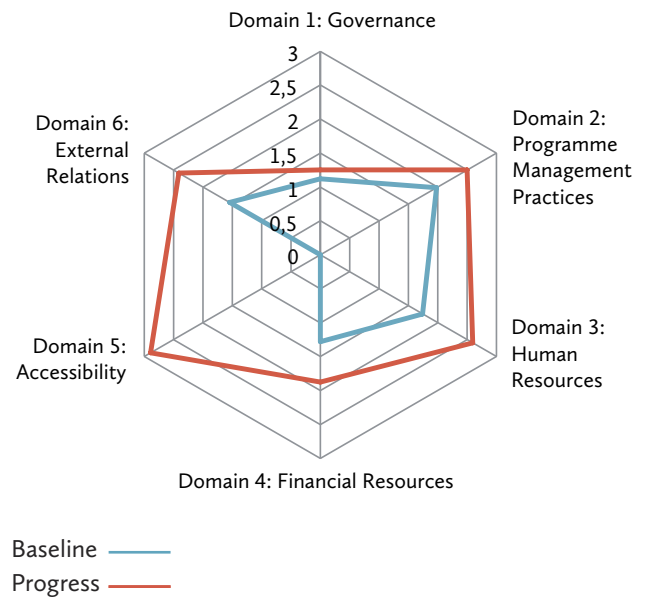 Domain 1: Governance
3
2,5
2
1,5
1
0,5
0
Domain 2:
Programme
Management
Practices
Domain 3:
Human
Resources
Domain 4: Financial Resources
Domain 5:
Accessibility
Domain 6:
External
Relations
Baseline
Progress